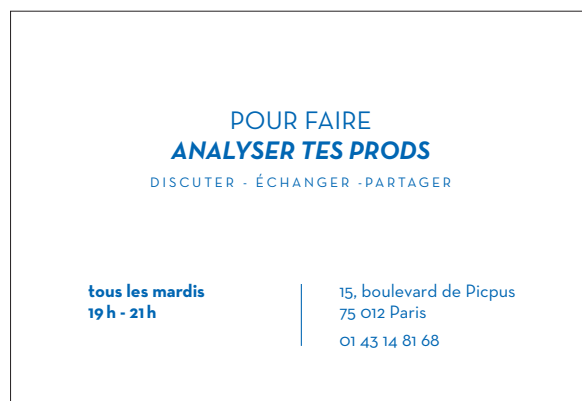 POUR FAIRE
ANALYSER TES PRODS
DISCUTER - ÉCHANGER -PARTAGER
tous les mardis
19 h - 21 h
15, boulevard de Picpus
75 012 Paris
01 43 14 81 68